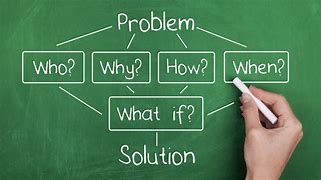 Problem
Who? Why? How? When?
What if?
Solution